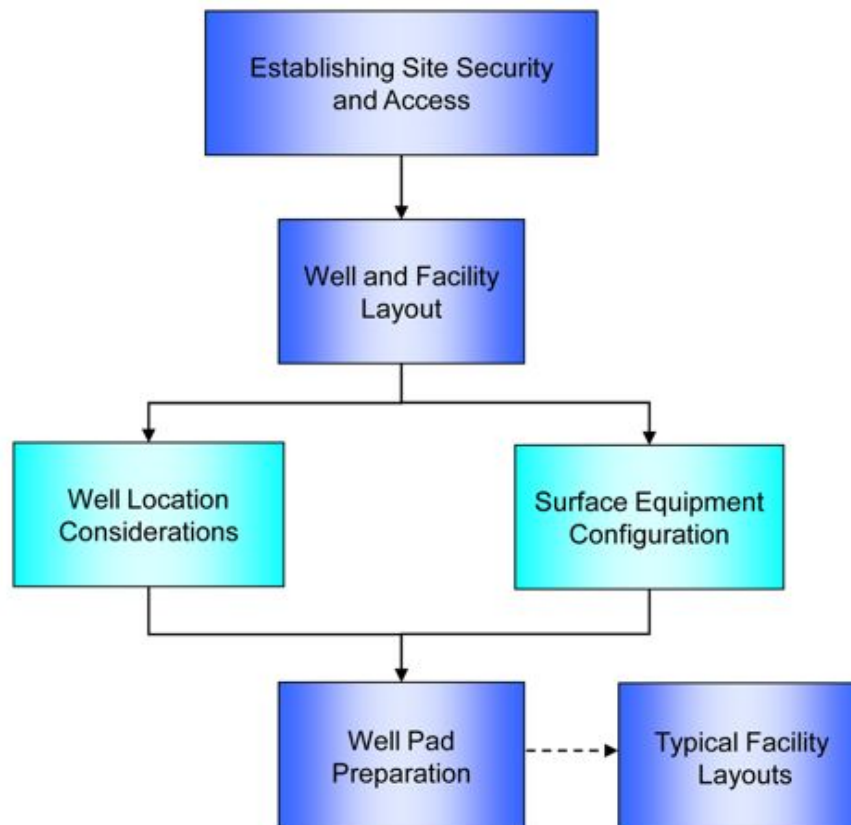 Establishing Site Security
and Access
Well and Facility
Layout
Well Location
Considerations
Surface Equipment
Configuration
Well Pad
Preparation
Typical Facility
Layouts